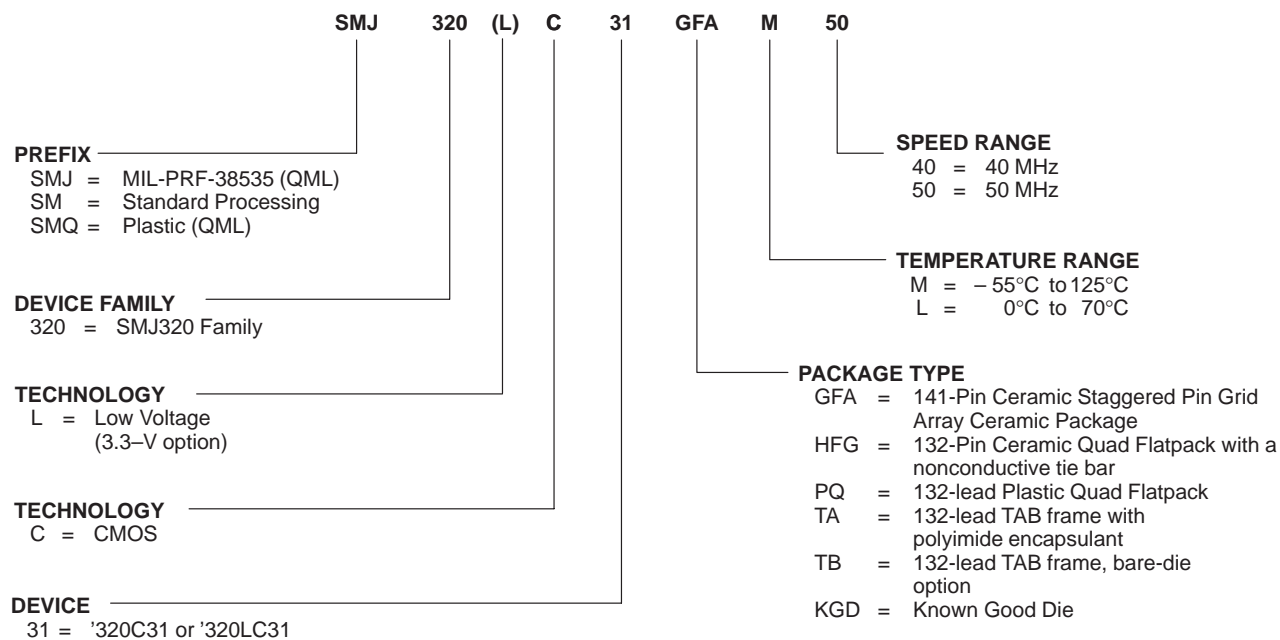 SMJ 320 (L) C 31 GFA M 50
PREFIX
SMJ = MIL-PRF-38535 (QML)
SM = Standard Processing
SMQ = Plastic (QML)
DEVICE FAMILY
320 = SMJ320 Family
TECHNOLOGY
L = Low Voltage
(3.3–V option)
TECHNOLOGY
C = CMOS
DEVICE
31 = '320C31 or '320LC31
SPEED RANGE
40 = 40 MHz
50 = 50 MHz
TEMPERATURE RANGE
M = – 55°C to 125°C
L = 0°C to 70°C
PACKAGE TYPE
GFA = 141-Pin Ceramic Staggered Pin Grid
Array Ceramic Package
HFG = 132-Pin Ceramic Quad Flatpack with a
nonconductive tie bar
PQ = 132-lead Plastic Quad Flatpack
TA = 132-lead TAB frame with
polyimide encapsulant
TB = 132-lead TAB frame, bare-die
option
KGD = Known Good Die